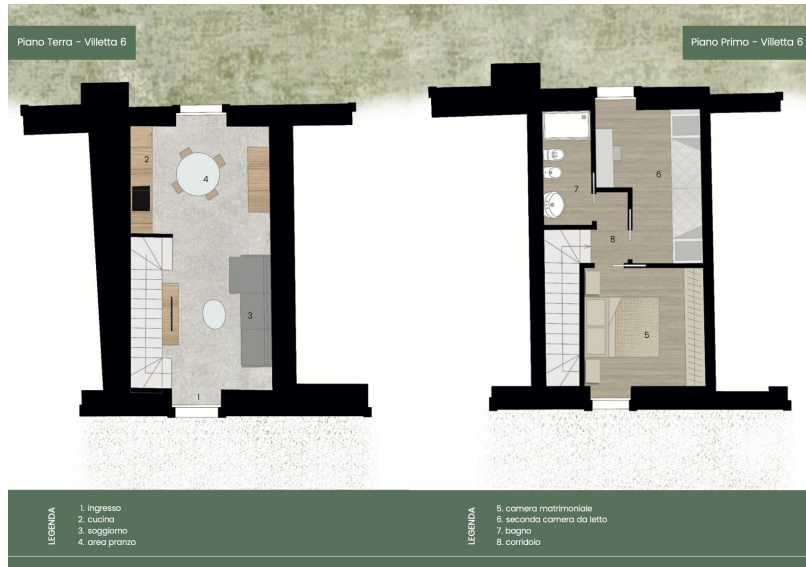 Piano Terra - Villetta 6
Piano Primo - Villetta 6
2
4
3
1
7
6
8
5
LEGENDA
1. ingresso
2. cucina
3. soggiorno
4. area pranzo
LEGENDA
5. camera matrimoniale
6. seconda camera da letto
7. bagno
8. corridoio